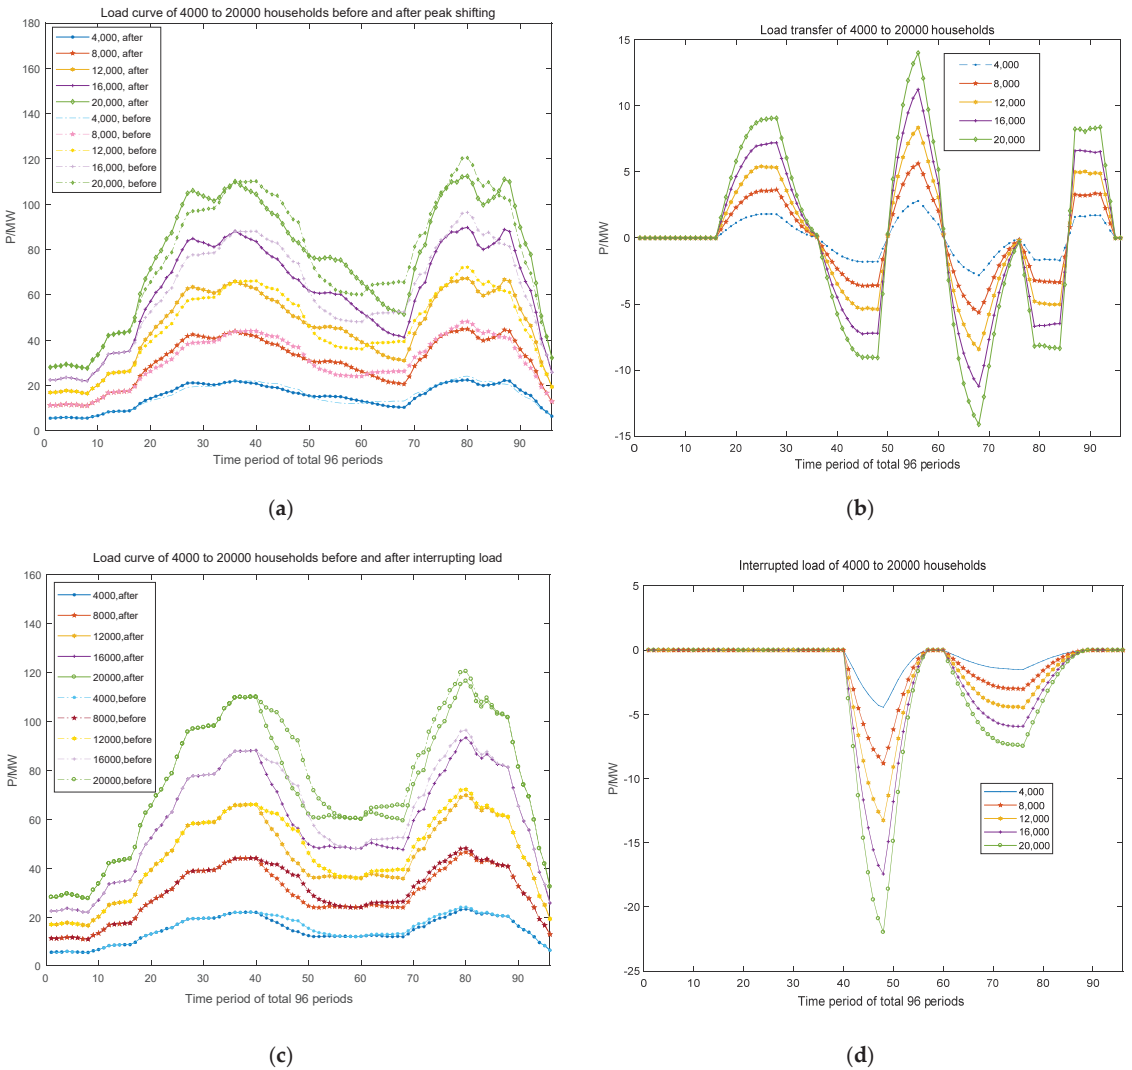 Load curve of 4000 to 20000 households before and after peak shifting
180
160
140
120
100
80
60
40
20
0
P/MW
4,000, after
8,000, after
12,000, after
16,000, after
20,000, after
4,000, before
8,000, before
12,000, before
16,000, before
20,000, before
0 10 20 30 40 50 60 70 80 90
Time period of total 96 periods
(a)
Load transfer of 4000 to 20000 households
15
10
5
0
-5
-10
-15
P/MW
4,000
8,000
12,000
16,000
20,000
0 10 20 30 40 50 60 70 80 90
Time period of total 96 periods
(b)
Load curve of 4000 to 20000 households before and after interrupting load
160
140
120
100
80
60
40
20
0
P/MW
4000,after
8000,after
12000,after
16000,after
20000,after
4000,before
8000,before
12000,before
16000,before
20000,before
0 10 20 30 40 50 60 70 80 90
Time period of total 96 periods
(c)
Interrupted load of 4000 to 20000 households
5
0
-5
-10
-15
-20
-25
P/MW
4,000
8,000
12,000
16,000
20,000
0 10 20 30 40 50 60 70 80 90
Time period of total 96 periods
(d)